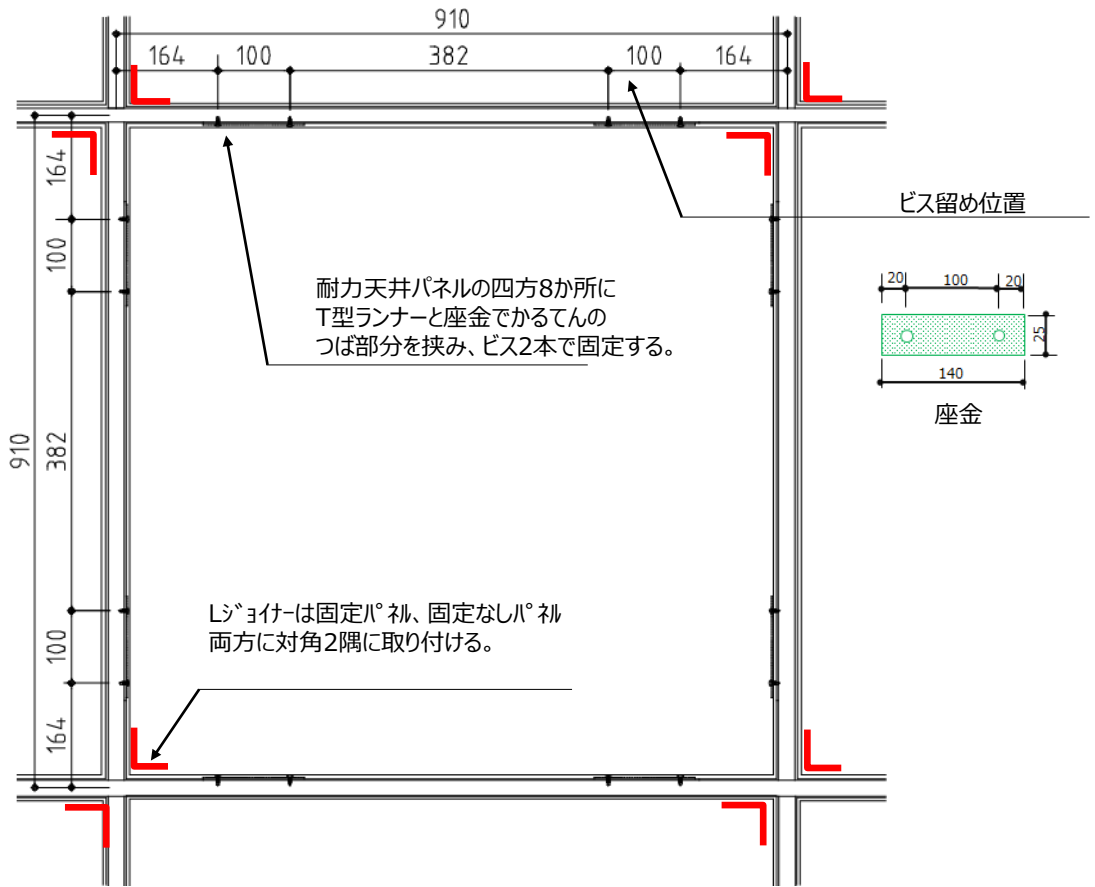 910
164 100 382 100 164
910
164
100
382
100
164
ビス留め位置
耐力天井パネルの四方8か所に
T型ランナーと座金でかるてんの
つば部分を挟み、ビス2本で固定する。
20 100 20
25
140
座金
Lｼﾞョイナーは固定ﾊﾟネル、固定なしﾊﾟネル
両方に対角2隅に取り付ける。